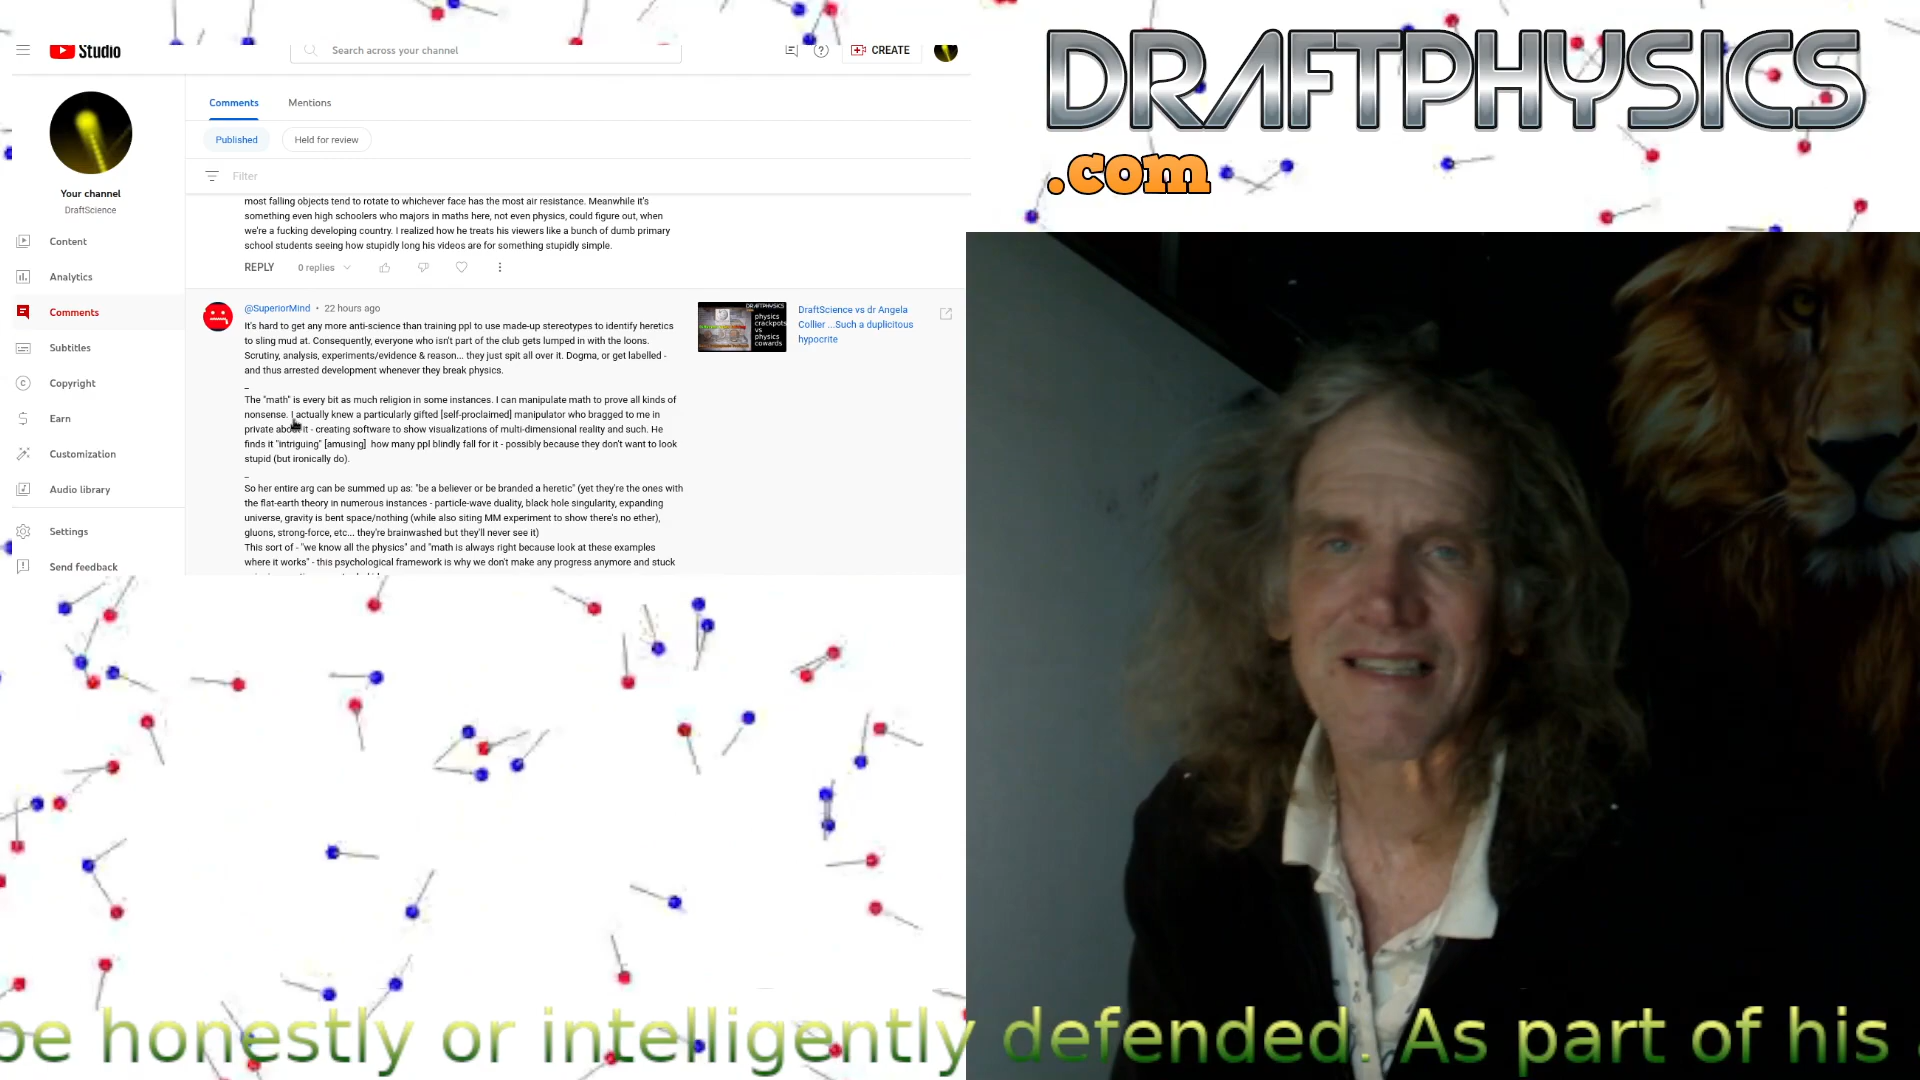 Studio
Search across your channel
CREATE
DRAFTPHYSICS
.com
Your channel
DraftScience
Content
Analytics
Comments
Subtitles
Copyright
Earn
Customization
Audio library
Settings
Send feedback
Comments
Mentions
Published
Held for review
Filter
most falling objects tend to rotate to whichever face has the most air resistance. Meanwhile it's
something even high schoolers who majors in maths here, not even physics, could figure out, when
we're a fucking developing country. I realized how he treats his viewers like a bunch of dumb primary
school students seeing how stupidly long his videos are for something stupidly simple.
REPLY
0 replies
@SuperiorMind • 22 hours ago
It's hard to get any more anti-science than training ppl to use made-up stereotypes to identify heretics
to sling mud at. Consequently, everyone who isn't part of the club gets lumped in with the loons.
Scrutiny, analysis, experiments/evidence & reason... they just spit all over it. Dogma, or get labelled -
and thus arrested development whenever they break physics.
_
The "math" is every bit as much religion in some instances. I can manipulate math to prove all kinds of
nonsense. I actually knew a particularly gifted [self-proclaimed] manipulator who bragged to me in
private about it - creating software to show visualizations of multi-dimensional reality and such. He
finds it "intriguing" [amusing] how many ppl blindly fall for it - possibly because they don't want to look
stupid (but ironically do).
_
So her entire arg can be summed up as: "be a believer or be branded a heretic" (yet they're the ones with
the flat-earth theory in numerous instances - particle-wave duality, black hole singularity, expanding
universe, gravity is bent space/nothing (while also siting MM experiment to show there's no ether),
gluons, strong-force, etc... they're brainwashed but they'll never see it)
This sort of - "we know all the physics" and "math is always right because look at these examples
where it works" - this psychological framework is why we don't make any progress anymore and stuck
DRAFTPHYSICS
physics
crackpots
vs
physics
cowards
DraftScience vs dr Angela
Collier ...Such a duplicitous
hypocrite
be honestly or intelligently defended. As part of his